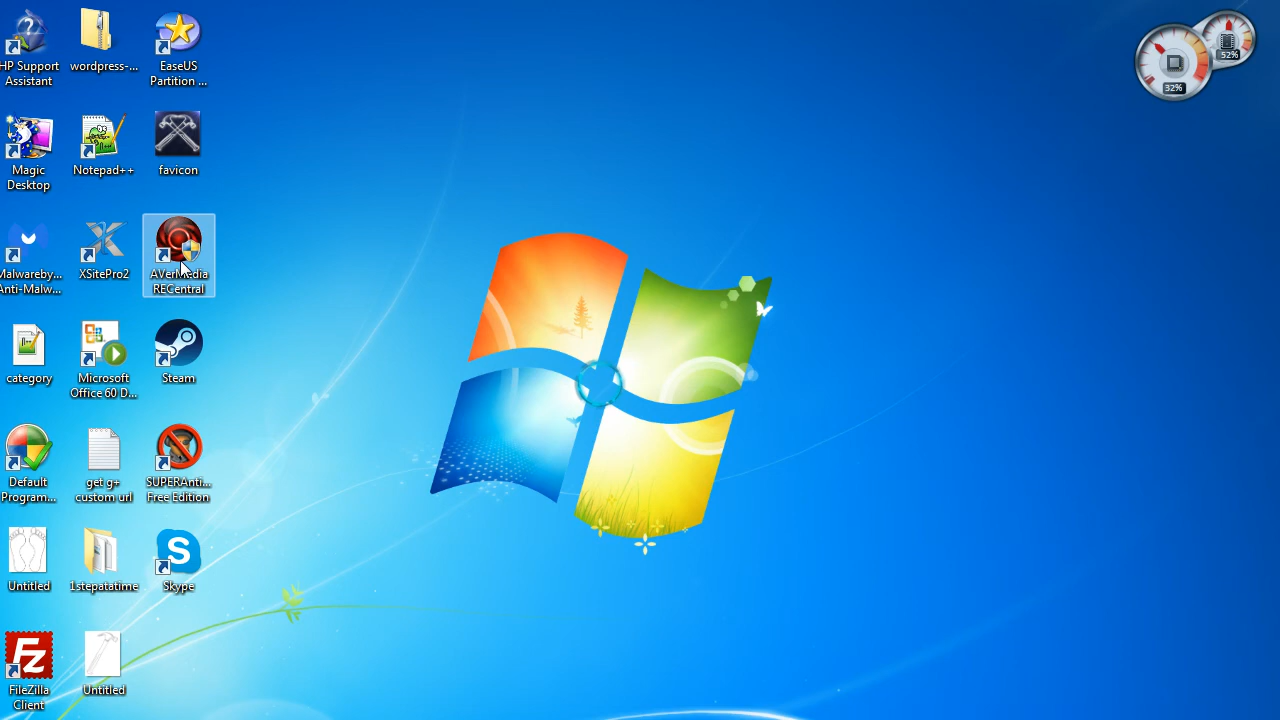 HP Support
Assistant
wordpress-...
EaseUS
Partition ...
Magic
Desktop
Notepad++
favicon
Malwareby...
Anti-Malw...
XSitePro2
AVerMedia
RECentral
category
Microsoft
Office 60 D...
Steam
Default
Program...
get g+
custom url
SUPERAnti...
Free Edition
Untitled
1stepatatime
Skype
FileZilla
Client
Untitled
32%
52%